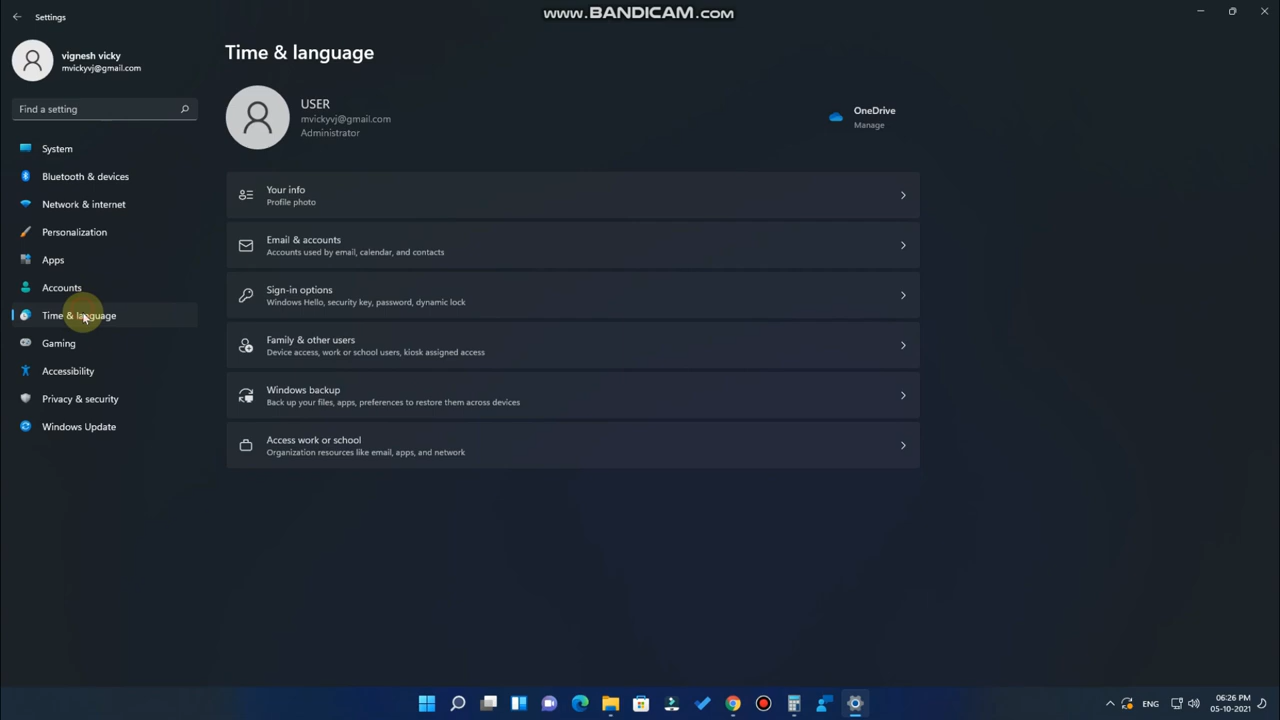 Settings
www.BANDICAM.com
vignesh vicky
mvickyvj@gmail.com
Find a setting
System
Bluetooth & devices
Network & internet
Personalization
Apps
Accounts
Time & language
Gaming
Accessibility
Privacy & security
Windows Update
Time & language
USER
mvickyvj@gmail.com
Administrator
OneDrive
Manage
Your info
Profile photo
Email & accounts
Accounts used by email, calendar, and contacts
Sign-in options
Windows Hello, security key, password, dynamic lock
Family & other users
Device access, work or school users, kiosk assigned access
Windows backup
Back up your files, apps, preferences to restore them across devices
Access work or school
Organization resources like email, apps, and network
ENG
06:26 PM
05-10-2021